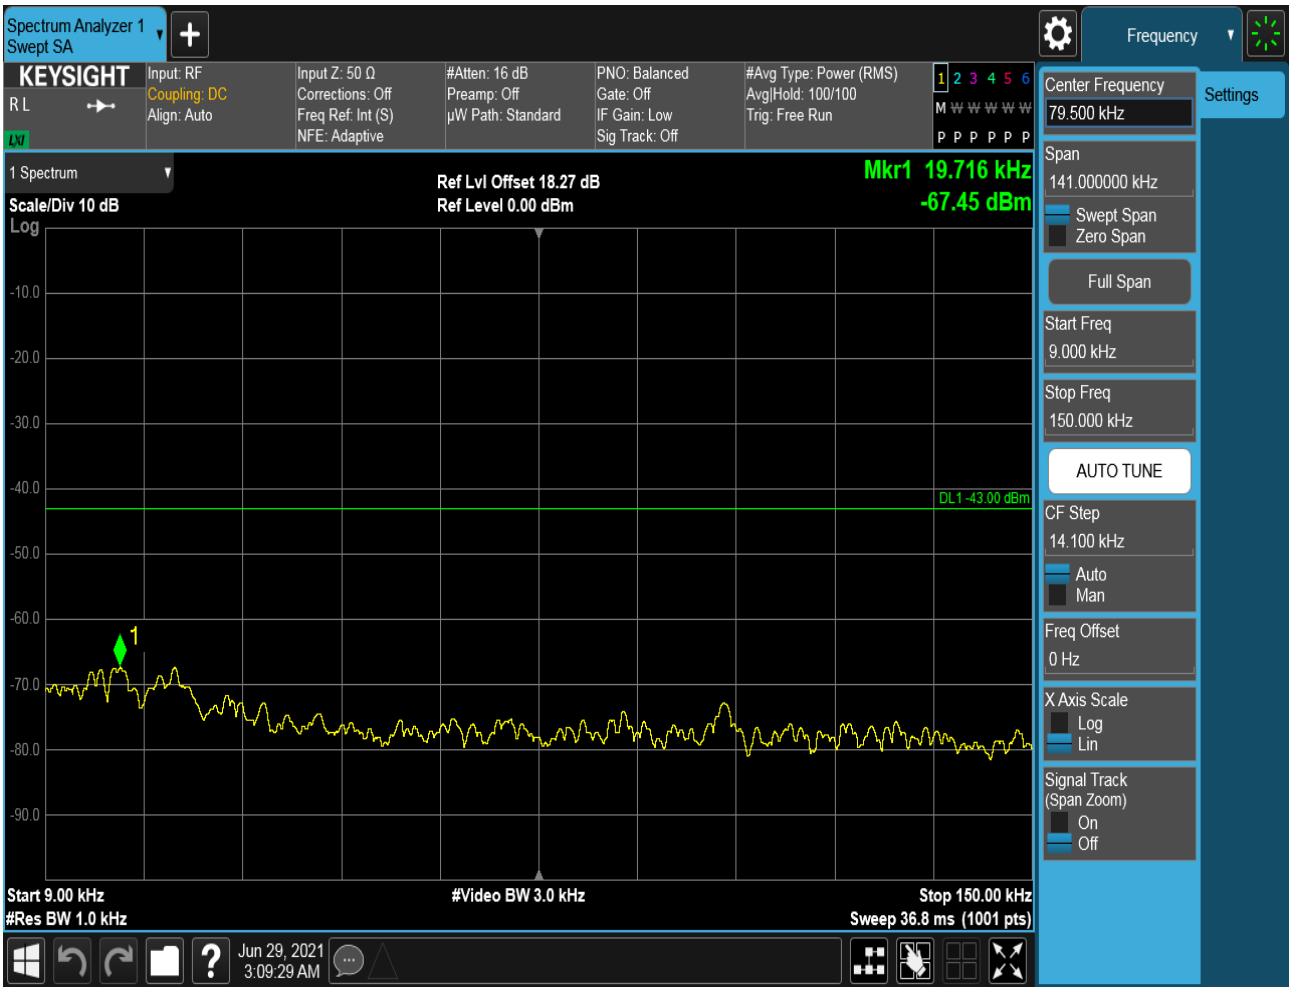 Spectrum Analyzer 1
Swept SA
Frequency
KEYSIGHT
R L
LXI
Input: RF
Coupling: DC
Align: Auto
Input Z: 50 Ω
Corrections: Off
Freq Ref: Int (S)
NFE: Adaptive
#Atten: 16 dB
Preamp: Off
µW Path: Standard
PNO: Balanced
Gate: Off
IF Gain: Low
Sig Track: Off
#Avg Type: Power (RMS)
Avg|Hold: 100/100
Trig: Free Run
1 2 3 4 5 6
M W W W W W
P P P P P P
1 Spectrum
Scale/Div 10 dB
Log
Ref Lvl Offset 18.27 dB
Ref Level 0.00 dBm
Mkr1 19.716 kHz
-67.45 dBm
-10.0
-20.0
-30.0
-40.0
DL1 -43.00 dBm
-50.0
-60.0
1
-70.0
-80.0
-90.0
Start 9.00 kHz
#Res BW 1.0 kHz
#Video BW 3.0 kHz
Stop 150.00 kHz
Sweep 36.8 ms (1001 pts)
Center Frequency
79.500 kHz
Settings
Span
141.000000 kHz
Swept Span
Zero Span
Full Span
Start Freq
9.000 kHz
Stop Freq
150.000 kHz
AUTO TUNE
CF Step
14.100 kHz
Auto
Man
Freq Offset
0 Hz
X Axis Scale
Log
Lin
Signal Track
(Span Zoom)
On
Off
?
Jun 29, 2021
3:09:29 AM